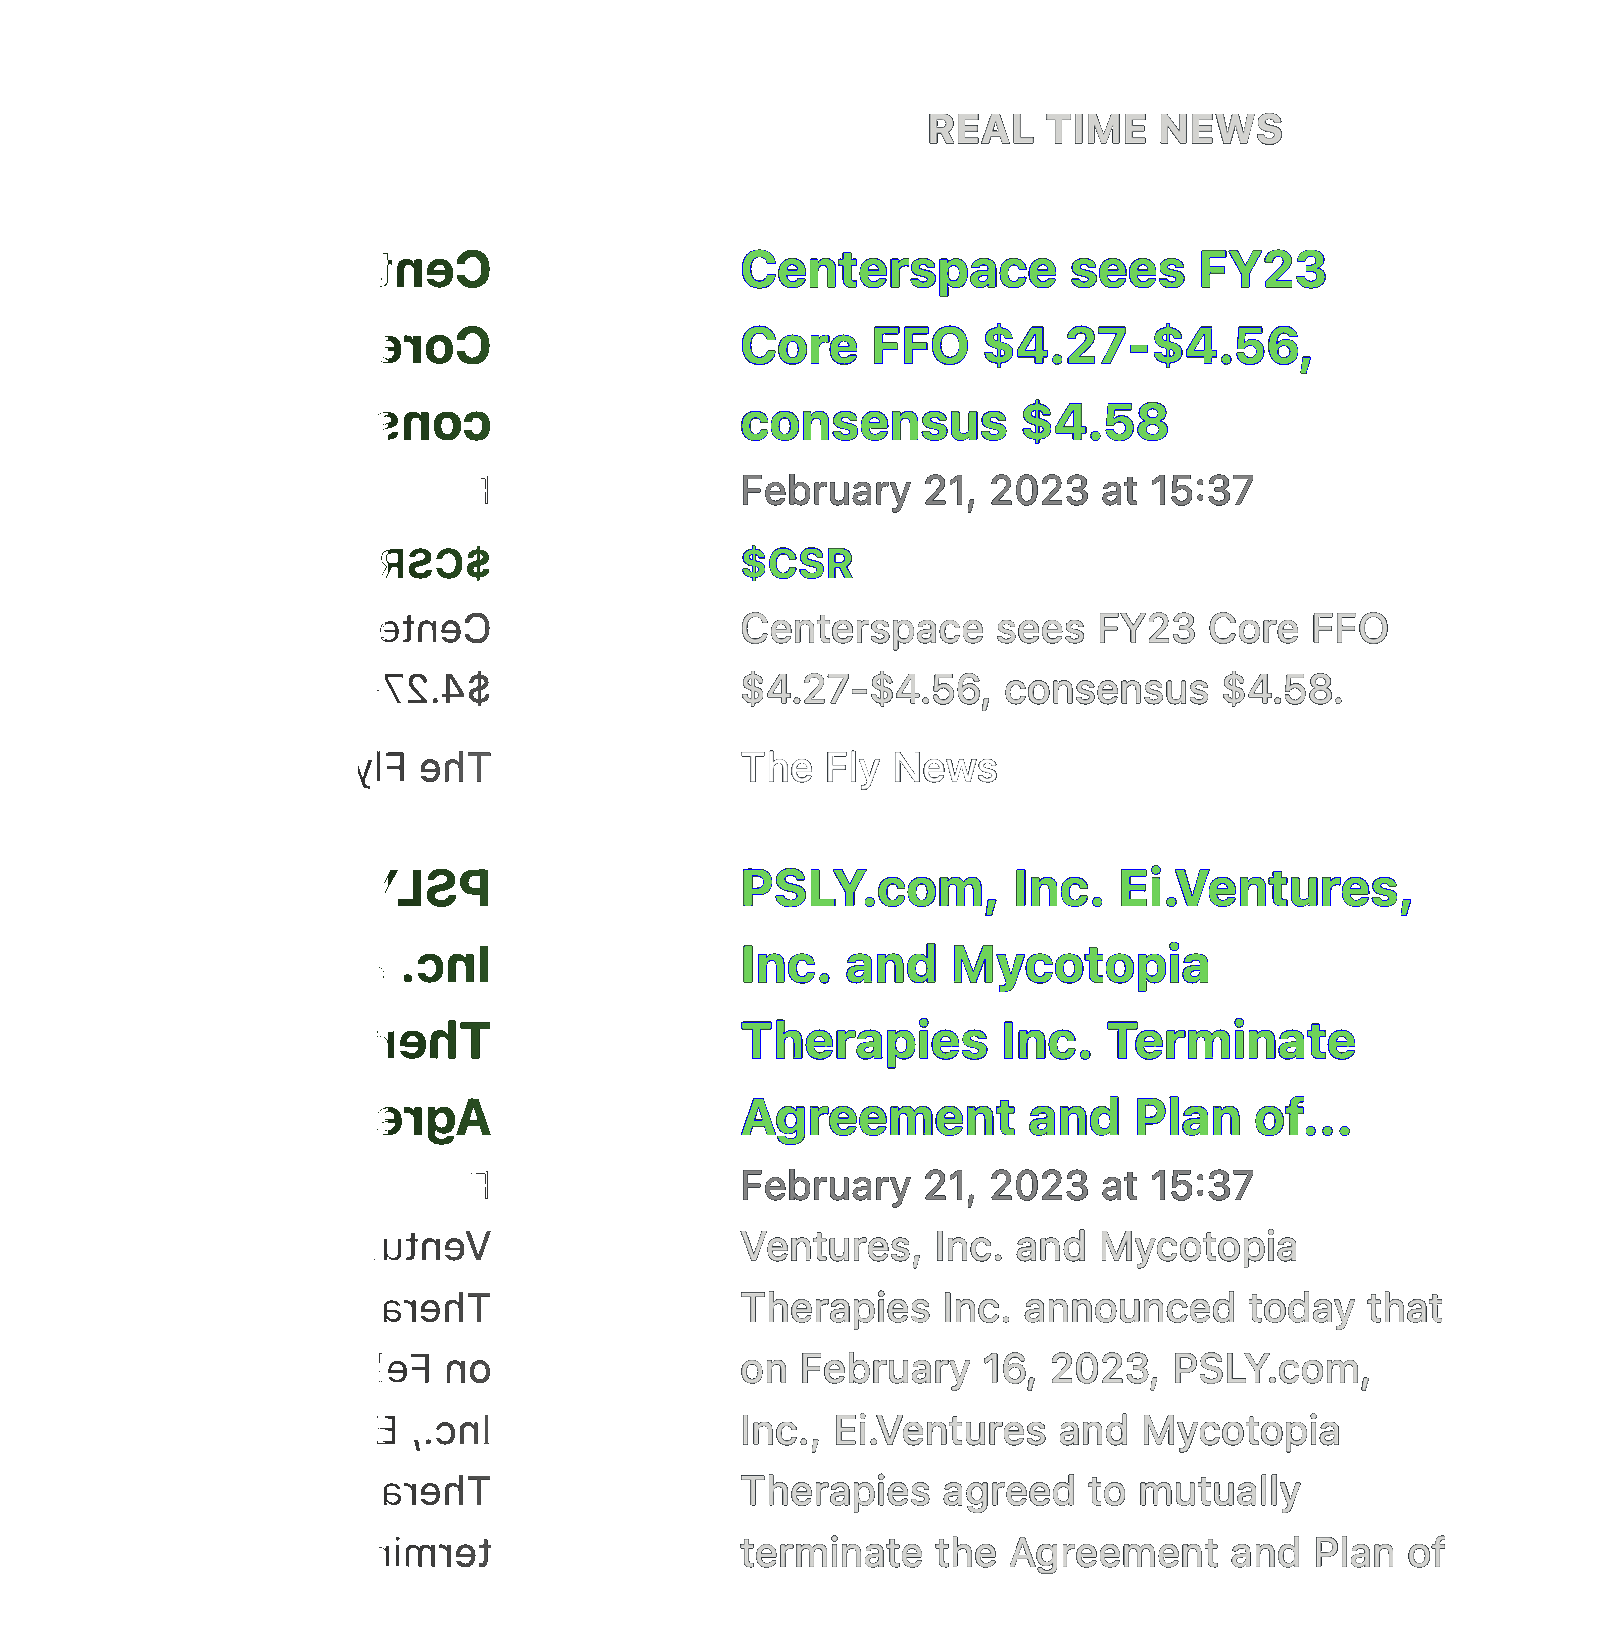 REAL TIME NEWS
Centerspace sees FY23
Core FFO $4.27-$4.56,
consensus $4.58
February 21, 2023 at 15:37
$CSR
Centerspace sees FY23 Core FFO
$4.27-$4.56, consensus $4.58.
The Fly News
PSLY.com, Inc. Ei.Ventures,
Inc. and Mycotopia
Therapies Inc. Terminate
Agreement and Plan of...
February 21, 2023 at 15:37
Ventures, Inc. and Mycotopia
Therapies Inc. announced today that
on February 16, 2023, PSLY.com,
Inc., Ei.Ventures and Mycotopia
Therapies agreed to mutually
terminate the Agreement and Plan of